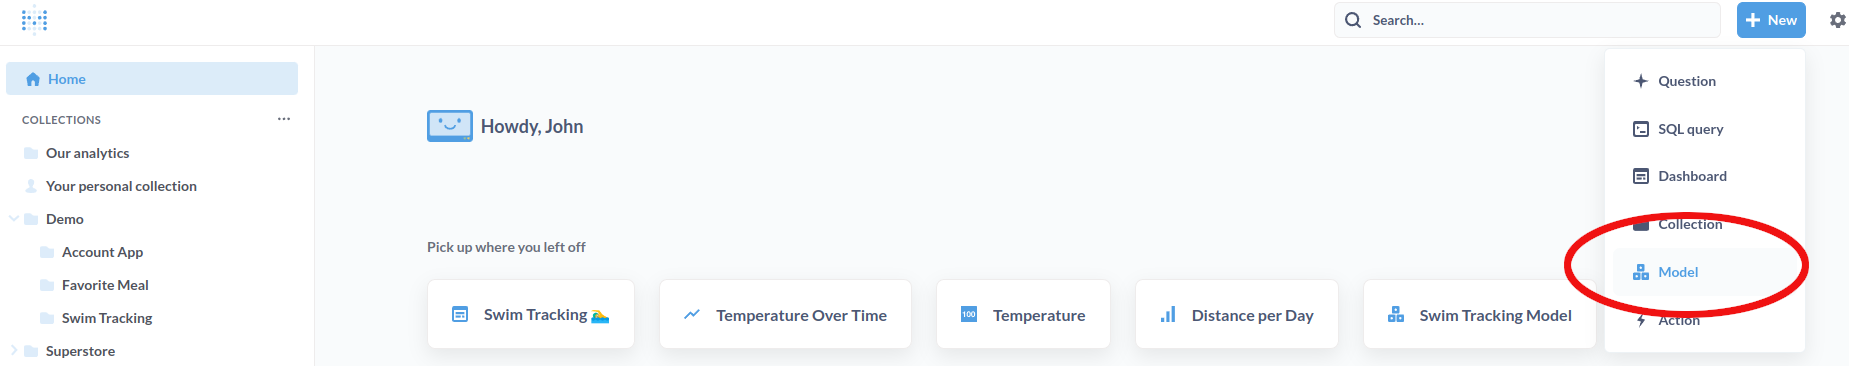 Search...
New
Home
COLLECTIONS
Our analytics
Your personal collection
Demo
Account App
Favorite Meal
Swim Tracking
Superstore
Howdy, John
Pick up where you left off
Swim Tracking
Temperature Over Time
100
Temperature
Distance per Day
Swim Tracking Model
Question
SQL query
Dashboard
Collection
Model
Action